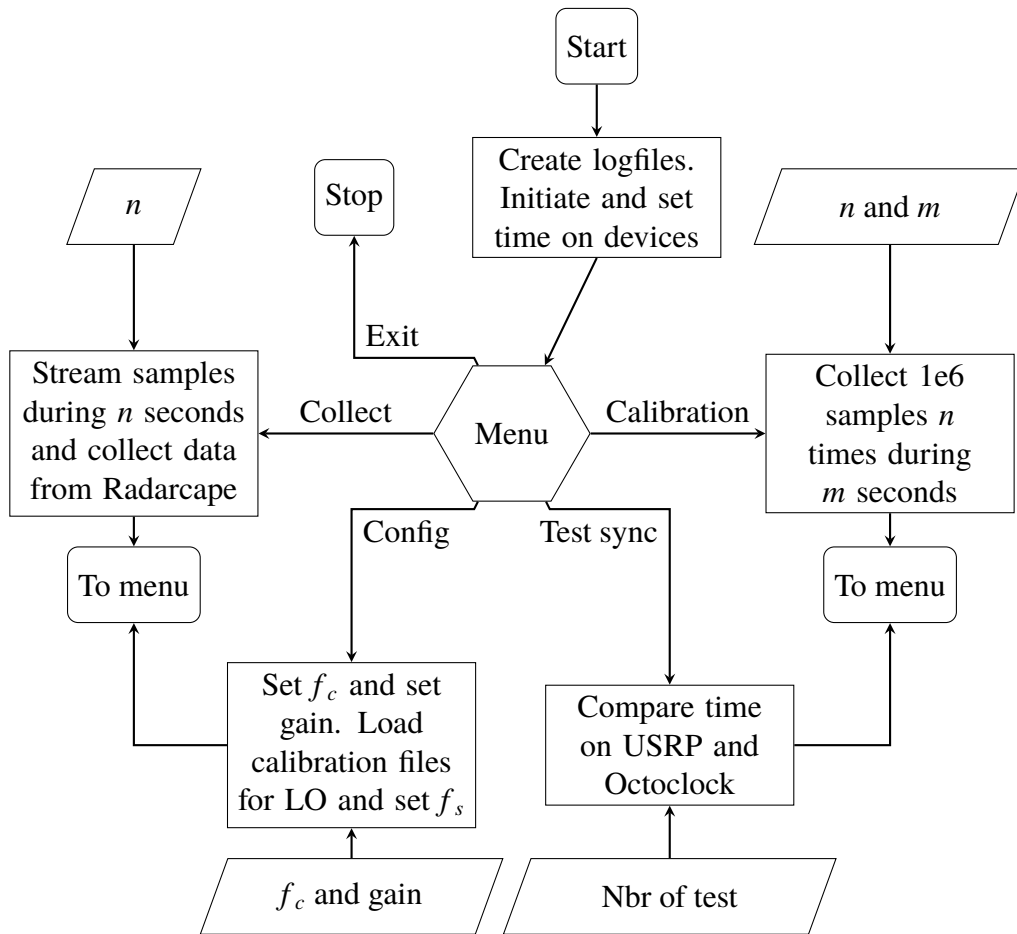 Start
Create logfiles.
Initiate and set
time on devices
Stop
n
n and m
Exit
Stream samples
during n seconds
and collect data
from Radarcape
Collect
Menu
Calibration
Collect 1e6
samples n
times during
m seconds
Config
Test sync
To menu
To menu
Set f_c and set
gain. Load
calibration files
for LO and set f_s
Compare time
on USRP and
Octoclock
f_c and gain
Nbr of test